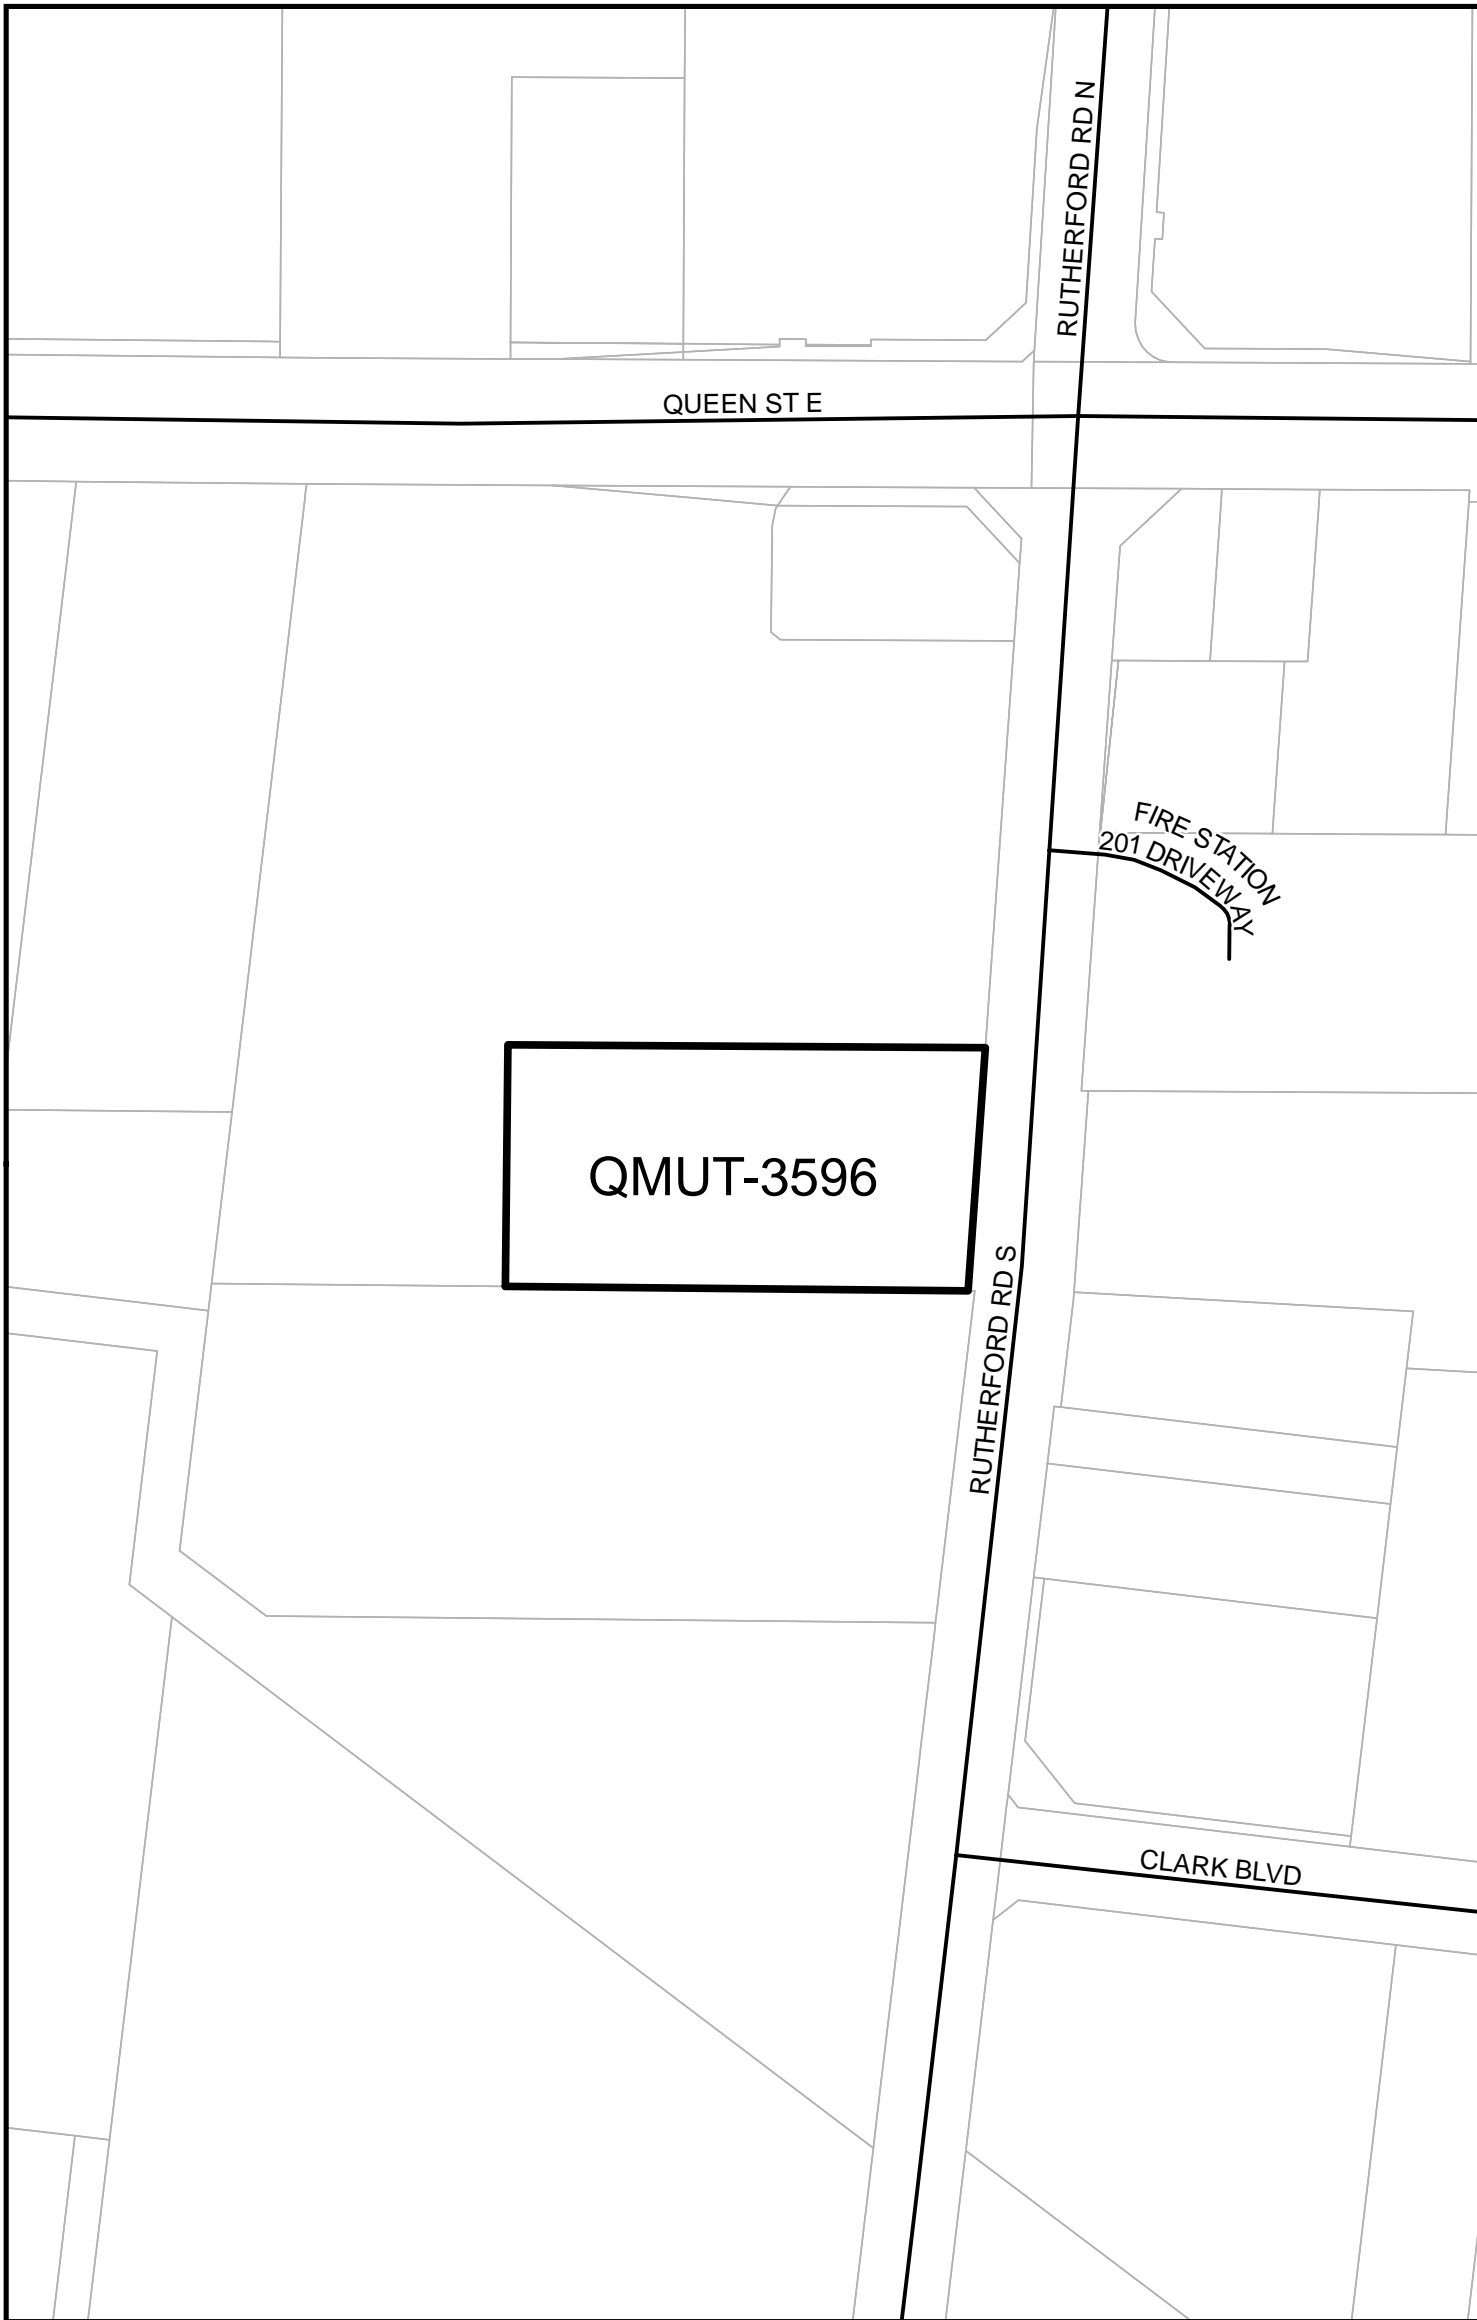 RUTHERFORD RD N
QUEEN ST E
FIRE STATION
201 DRIVEWAY
QMUT-3596
RUTHERFORD RD S
CLARK BLVD